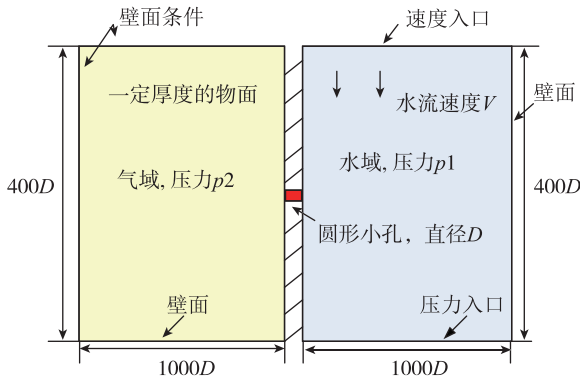 壁面条件
速度入口
一定厚度的物面
水流速度V
壁面
400D
气域, 压力p2
水域, 压力p1
400D
圆形小孔，直径D
壁面
压力入口
1000D
1000D